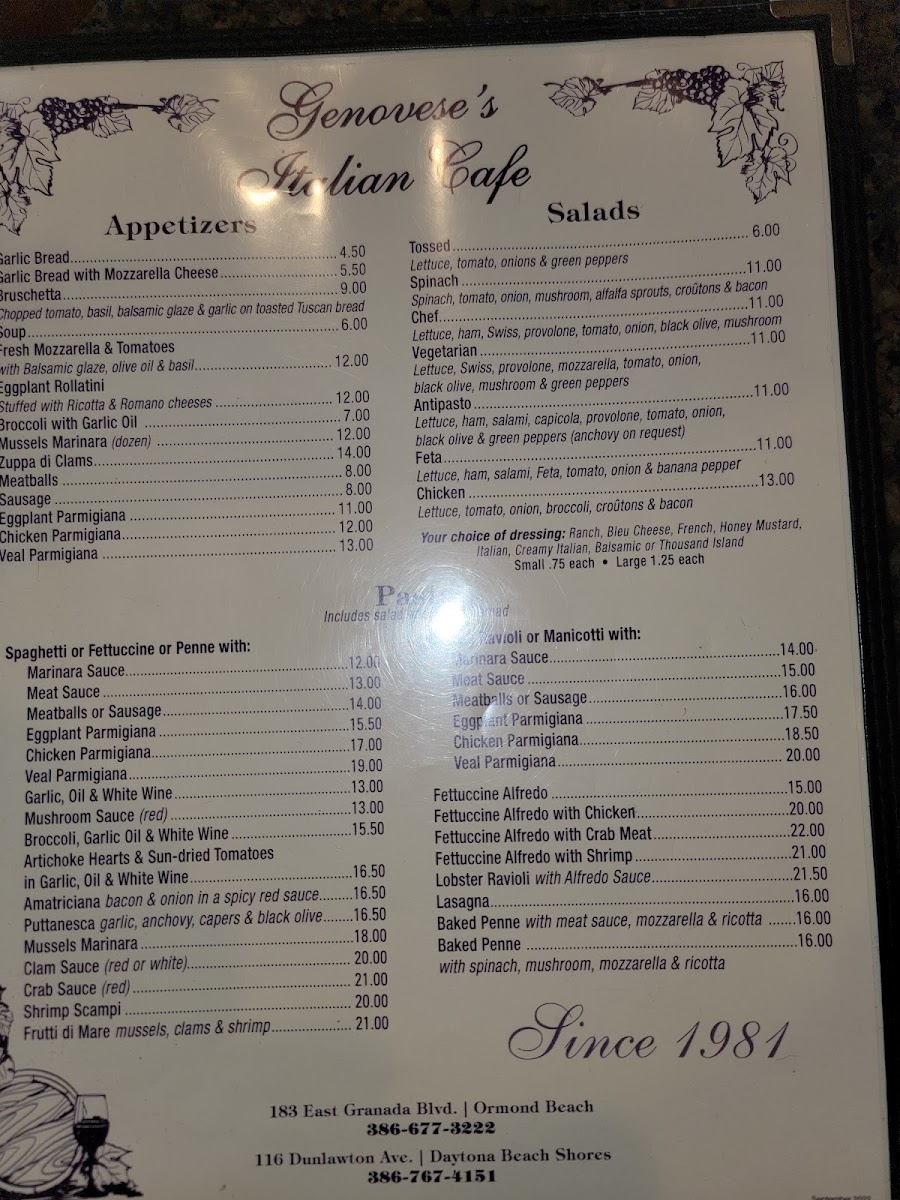 Genovese's
Italian Cafe
Appetizers
Garlic Bread 4.50
Garlic Bread with Mozzarella Cheese 5.50
Bruschetta 9.00
Chopped tomato, basil, balsamic glaze & garlic on toasted Tuscan bread
Soup 6.00
Fresh Mozzarella & Tomatoes
with Balsamic glaze, olive oil & basil 12.00
Eggplant Rollatini
Stuffed with Ricotta & Romano cheeses 12.00
Broccoli with Garlic Oil 7.00
Mussels Marinara (dozen) 12.00
Zuppa di Clams 14.00
Meatballs 8.00
Sausage 8.00
Eggplant Parmigiana 11.00
Chicken Parmigiana 12.00
Veal Parmigiana 13.00
Salads
Tossed 6.00
Lettuce, tomato, onions & green peppers
Spinach 11.00
Spinach, tomato, onion, mushroom, alfalfa sprouts, croûtons & bacon
Chef 11.00
Lettuce, ham, Swiss, provolone, tomato, onion, black olive, mushroom
Vegetarian 11.00
Lettuce, Swiss, provolone, mozzarella, tomato, onion,
black olive, mushroom & green peppers
Antipasto 11.00
Lettuce, ham, salami, capicola, provolone, tomato, onion,
black olive & green peppers (anchovy on request)
Feta 11.00
Lettuce, ham, salami, Feta, tomato, onion & banana pepper
Chicken 13.00
Lettuce, tomato, onion, broccoli, croûtons & bacon
Your choice of dressing: Ranch, Bleu Cheese, French, Honey Mustard,
Italian, Creamy Italian, Balsamic or Thousand Island
Small .75 each • Large 1.25 each
Includes salad
Spaghetti or Fettuccine or Penne with:
Marinara Sauce 12.00
Meat Sauce 13.00
Meatballs or Sausage 14.00
Eggplant Parmigiana 15.50
Chicken Parmigiana 17.00
Veal Parmigiana 19.00
Garlic, Oil & White Wine 13.00
Mushroom Sauce (red) 13.00
Broccoli, Garlic Oil & White Wine 15.50
Artichoke Hearts & Sun-dried Tomatoes
in Garlic, Oil & White Wine 16.50
Amatriciana bacon & onion in a spicy red sauce 16.50
Puttanesca garlic, anchovy, capers & black olive 16.50
Mussels Marinara 18.00
Clam Sauce (red or white) 20.00
Crab Sauce (red) 21.00
Shrimp Scampi 20.00
Frutti di Mare mussels, clams & shrimp 21.00
Ravioli or Manicotti with:
Marinara Sauce 14.00
Meat Sauce 15.00
Meatballs or Sausage 16.00
Eggplant Parmigiana 17.50
Chicken Parmigiana 18.50
Veal Parmigiana 20.00
Fettuccine Alfredo 15.00
Fettuccine Alfredo with Chicken 20.00
Fettuccine Alfredo with Crab Meat 22.00
Fettuccine Alfredo with Shrimp 21.00
Lobster Ravioli with Alfredo Sauce 21.50
Lasagna 16.00
Baked Penne with meat sauce, mozzarella & ricotta 16.00
Baked Penne 16.00
with spinach, mushroom, mozzarella & ricotta
Since 1981
183 East Granada Blvd. | Ormond Beach
386-677-3222
116 Dunlawton Ave. | Daytona Beach Shores
386-767-4151